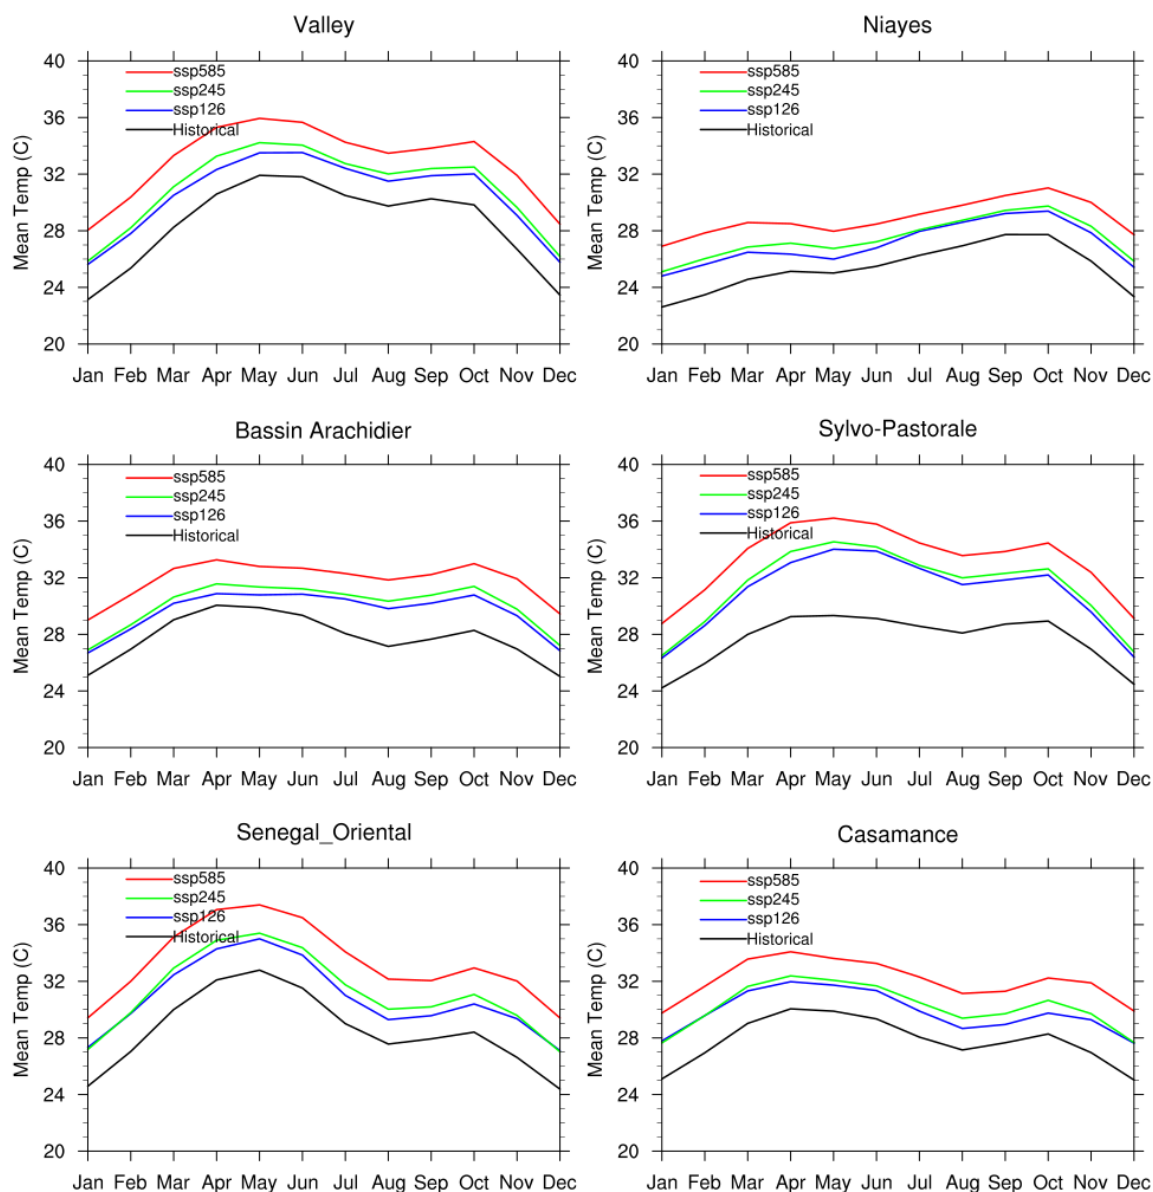 Valley
40
36
32
28
24
20
Mean Temp (C)
ssp585
ssp245
ssp126
Historical
Jan Feb Mar Apr May Jun Jul Aug Sep Oct Nov Dec
Niayes
40
36
32
28
24
20
Mean Temp (C)
ssp585
ssp245
ssp126
Historical
Jan Feb Mar Apr May Jun Jul Aug Sep Oct Nov Dec
Bassin Arachidier
40
36
32
28
24
20
Mean Temp (C)
ssp585
ssp245
ssp126
Historical
Jan Feb Mar Apr May Jun Jul Aug Sep Oct Nov Dec
Sylvo-Pastorale
40
36
32
28
24
20
Mean Temp (C)
ssp585
ssp245
ssp126
Historical
Jan Feb Mar Apr May Jun Jul Aug Sep Oct Nov Dec
Senegal_Oriental
40
36
32
28
24
20
Mean Temp (C)
ssp585
ssp245
ssp126
Historical
Jan Feb Mar Apr May Jun Jul Aug Sep Oct Nov Dec
Casamance
40
36
32
28
24
20
Mean Temp (C)
ssp585
ssp245
ssp126
Historical
Jan Feb Mar Apr May Jun Jul Aug Sep Oct Nov Dec